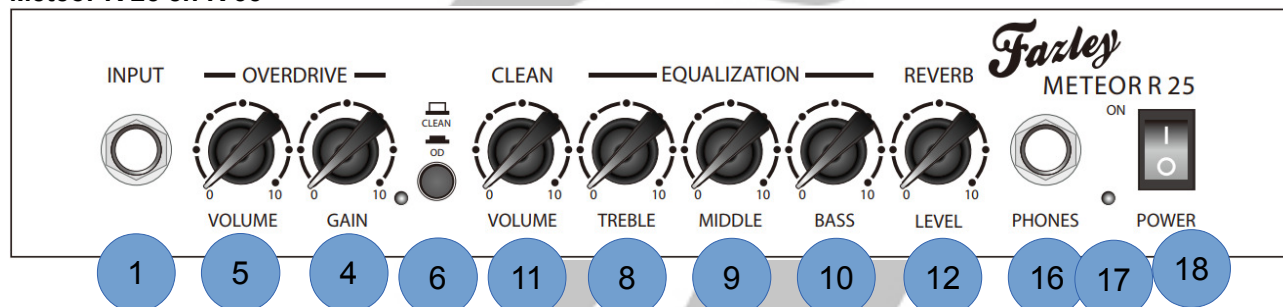 Meteor
INPUT OVERDRIVE CLEAN EQUALIZATION REVERB Fazley
METEOR R 25
CLEAN ON
OD
I
O
0 10 0 10 0 10 0 10 0 10 0 10 0 10
VOLUME GAIN VOLUME TREBLE MIDDLE BASS LEVEL PHONES POWER
1 5 4 6 11 8 9 10 12 16 17 18